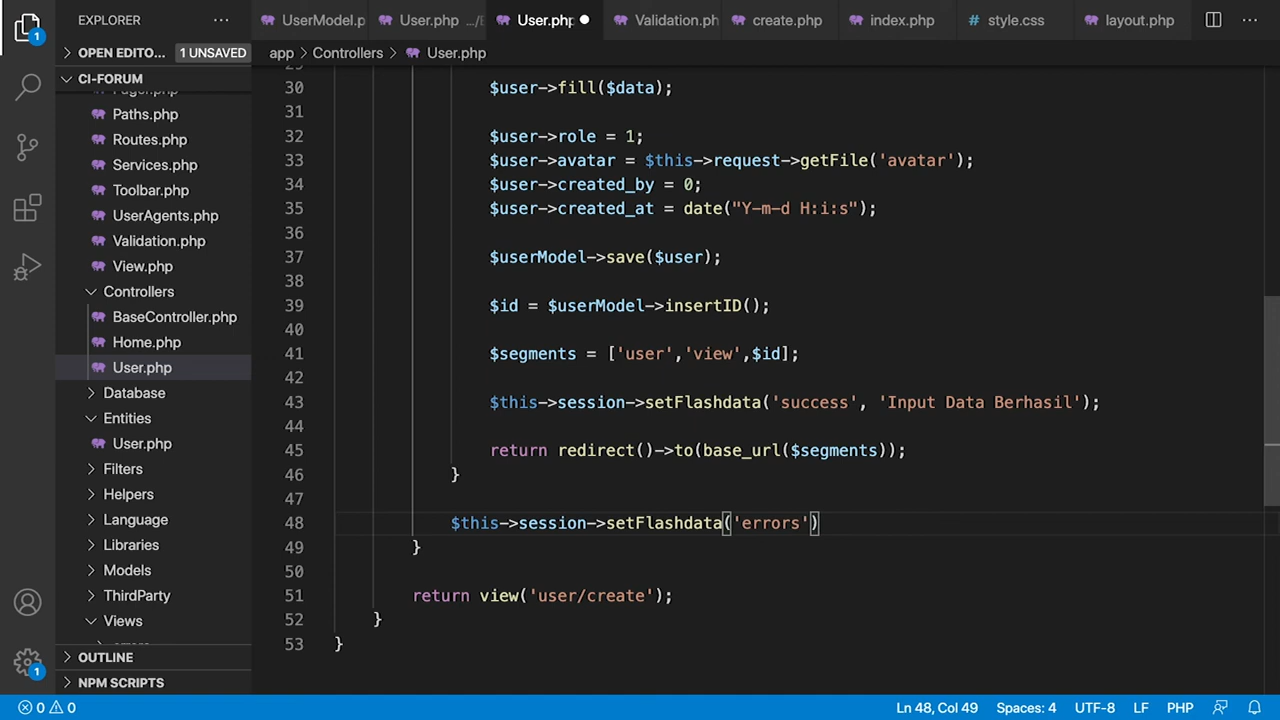 EXPLORER
UserModel.p
User.php .../E
User.php
Validation.ph
create.php
index.php
# style.css
layout.php
OPEN EDITO... 1 UNSAVED
app > Controllers > User.php
CI-FORUM
Paths.php
Routes.php
Services.php
Toolbar.php
UserAgents.php
Validation.php
View.php
Controllers
BaseController.php
Home.php
User.php
Database
Entities
User.php
Filters
Helpers
Language
Libraries
Models
ThirdParty
Views
OUTLINE
NPM SCRIPTS
30 $user->fill($data);
31
32 $user->role = 1;
33 $user->avatar = $this->request->getFile('avatar');
34 $user->created_by = 0;
35 $user->created_at = date("Y-m-d H:i:s");
36
37 $userModel->save($user);
38
39 $id = $userModel->insertID();
40
41 $segments = ['user','view',$id];
42
43 $this->session->setFlashdata('success', 'Input Data Berhasil');
44
45 return redirect()->to(base_url($segments));
46 }
47
48 $this->session->setFlashdata('errors')
49 }
50
51 return view('user/create');
52 }
53 }
1
1
0 0
Ln 48, Col 49
Spaces: 4
UTF-8
LF
PHP